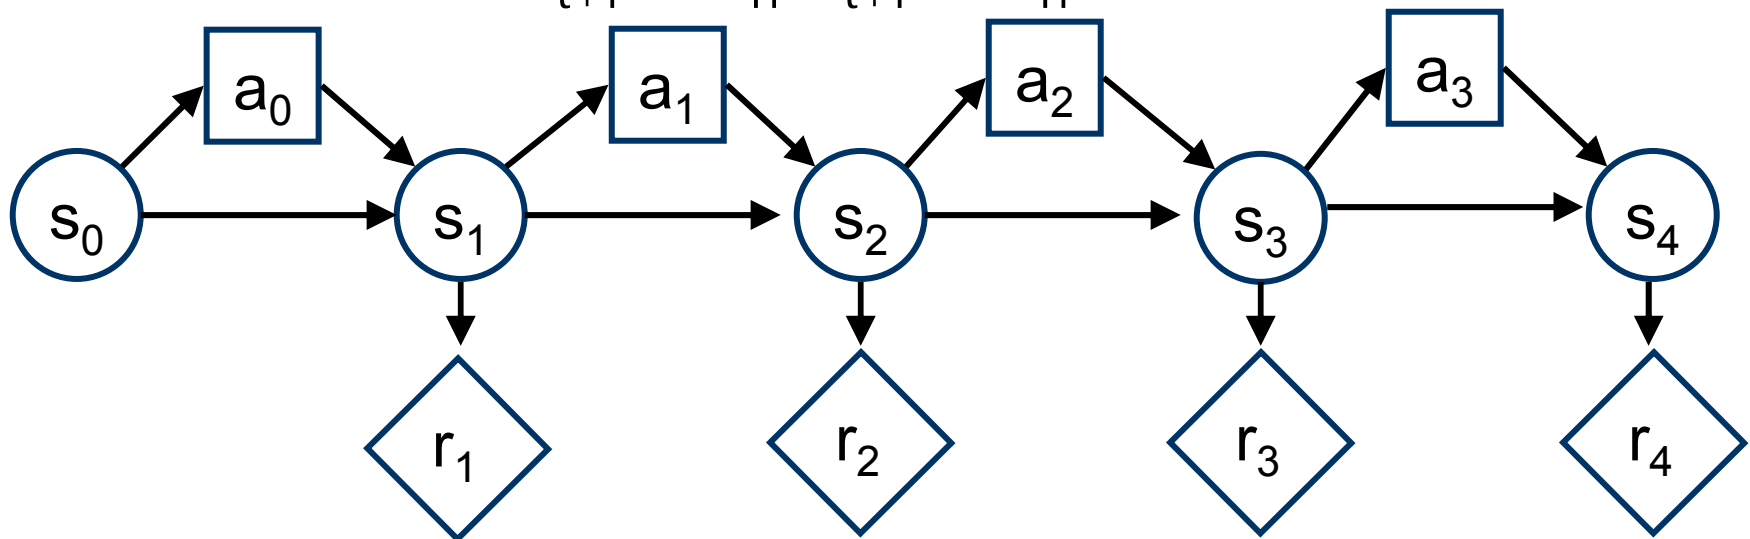 a₀ a₁ a₂ a₃
s₀ s₁ s₂ s₃ s₄
r₁ r₂ r₃ r₄